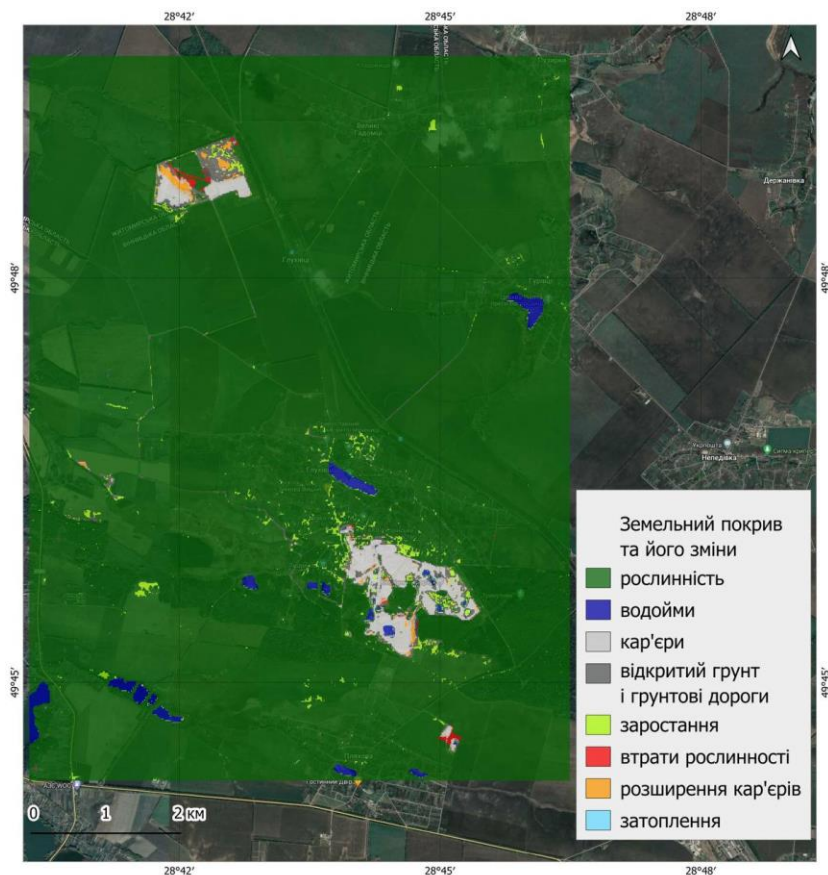 28°42′ 28°45′ 28°48′
Держанівка
Глухівці
49°48′ 49°48′
Укрпошта
Непедівка
Земельний покрив
та його зміни
рослинність
водойми
кар'єри
відкритий грунт
і грунтові дороги
заростання
втрати рослинності
розширення кар'єрів
затоплення
49°45′ 49°45′
0 1 2 км
28°42′ 28°45′ 28°48′